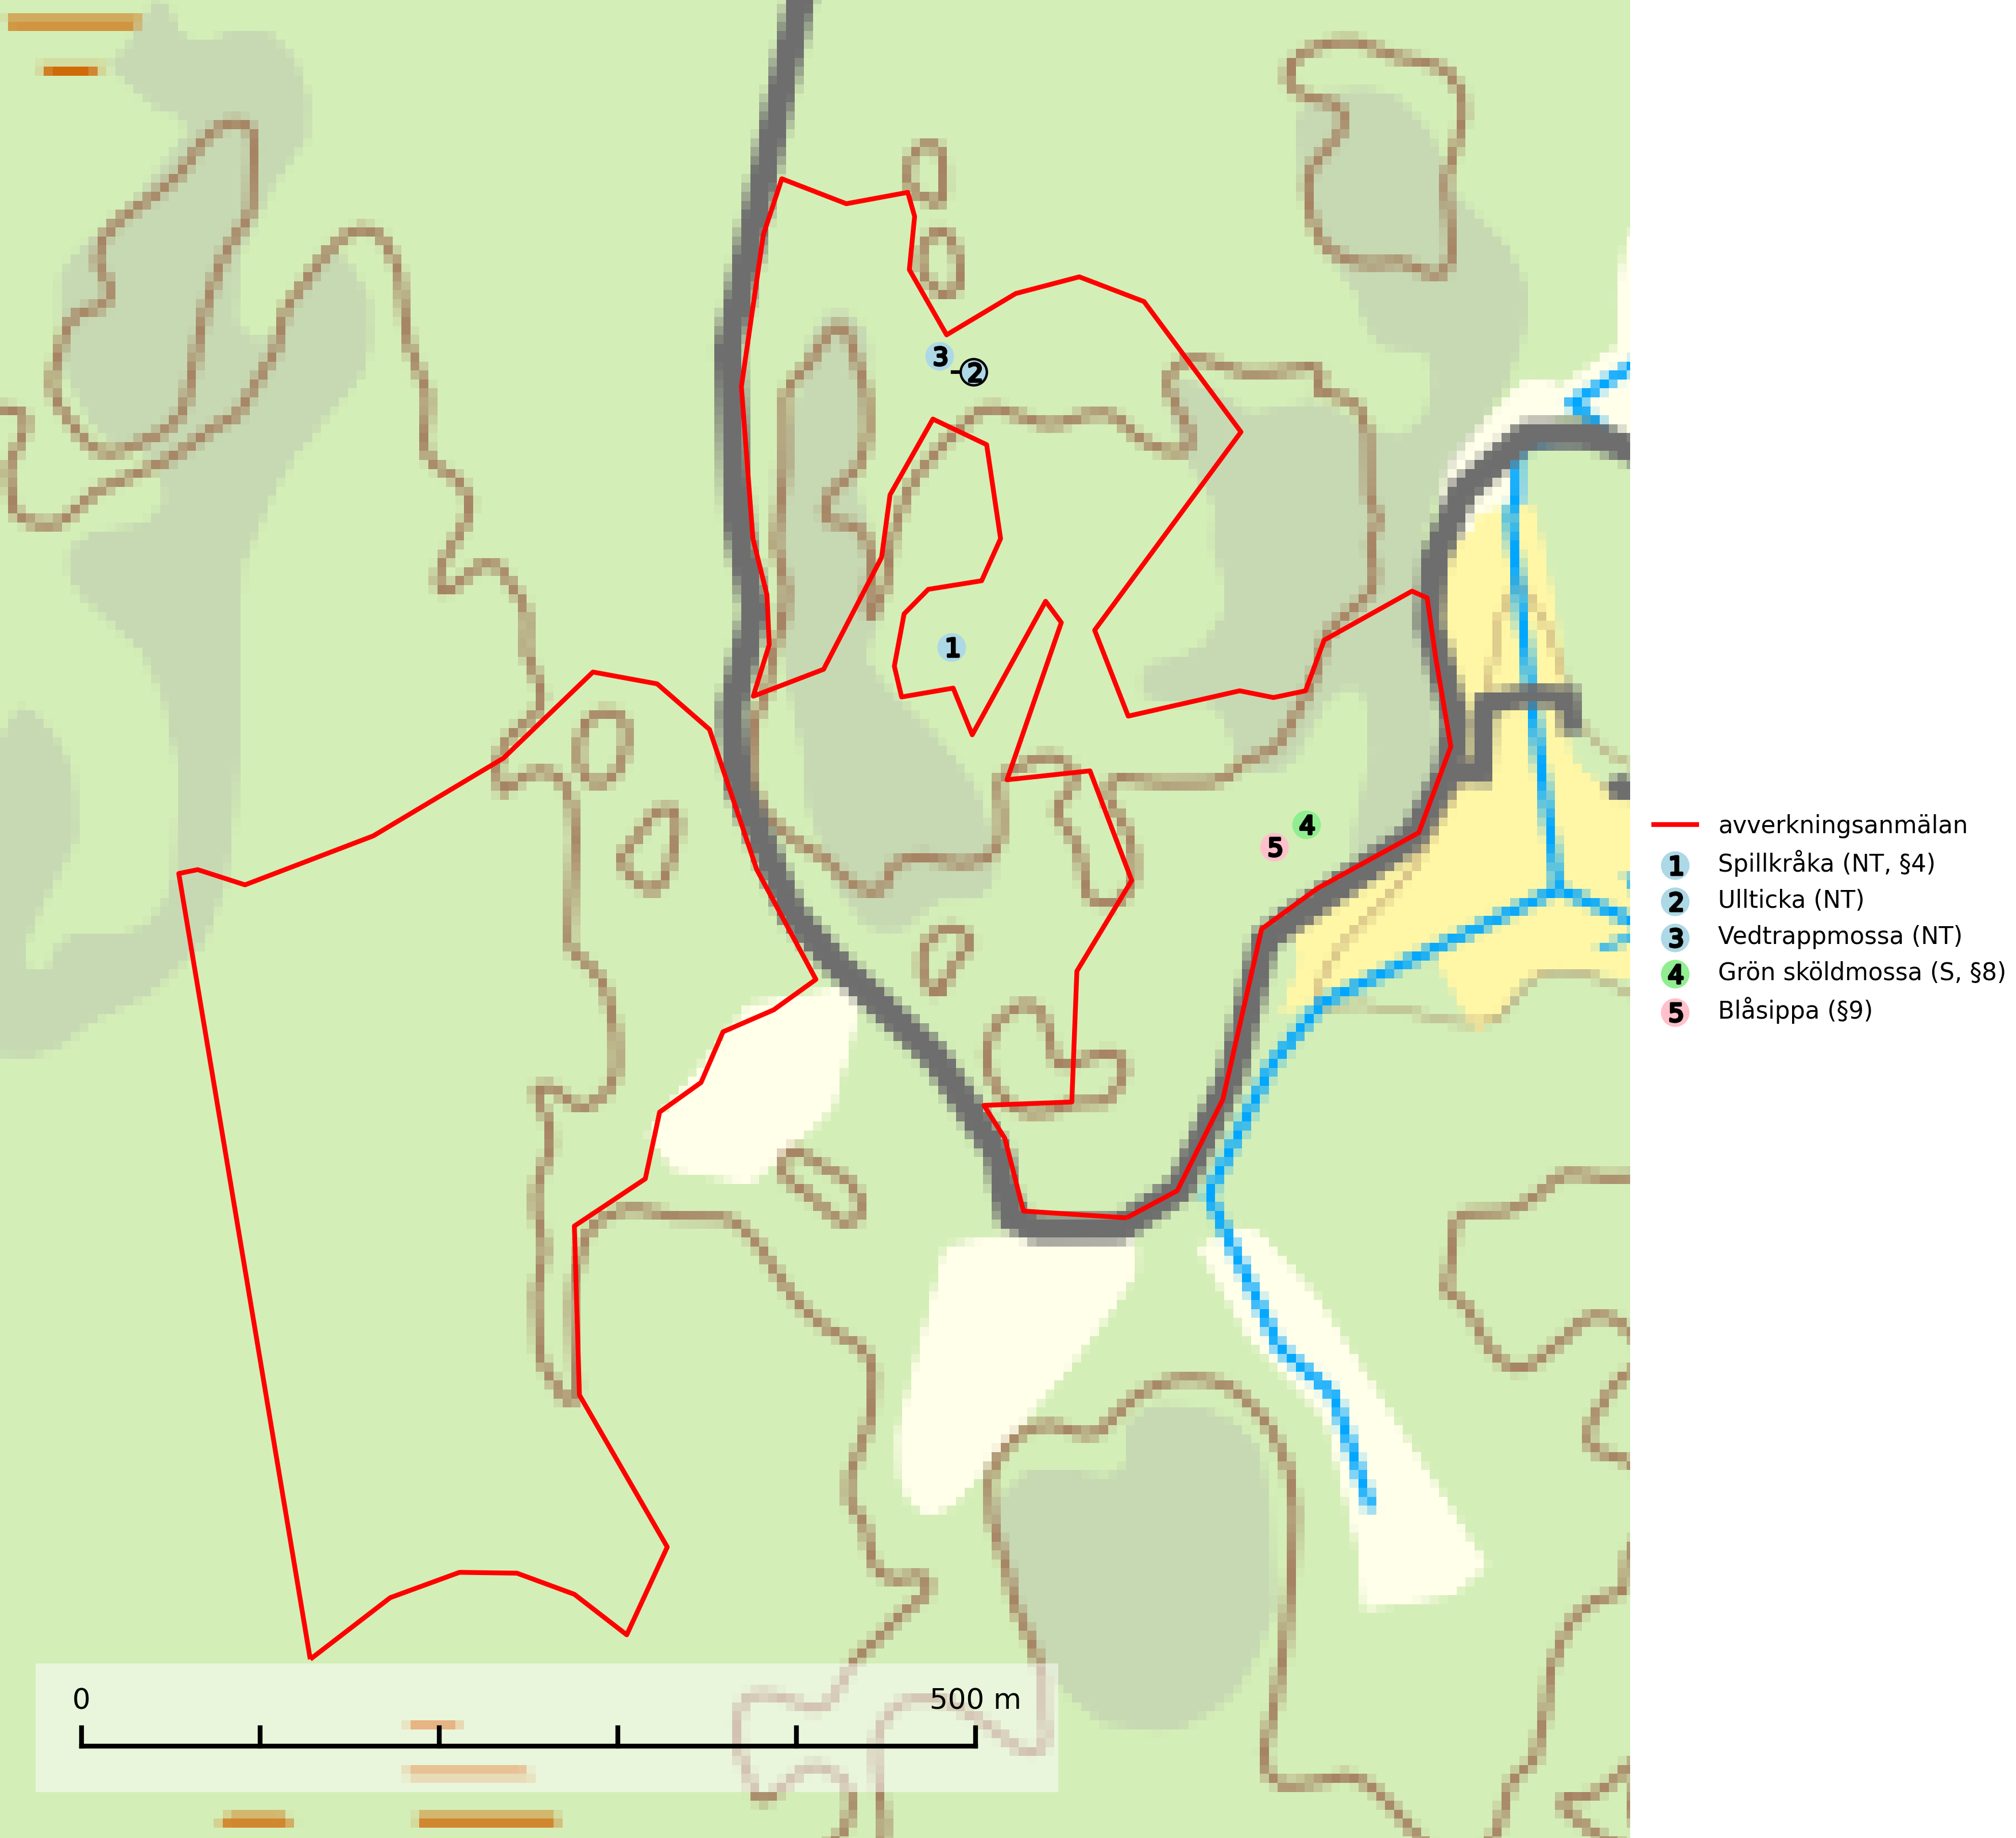 3
2
1
4
5
avverkningsanmälan
1 Spillkråka (NT, §4)
2 Ullticka (NT)
3 Vedtrappmossa (NT)
4 Grön sköldmossa (S, §8)
5 Blåsippa (§9)
0 500 m